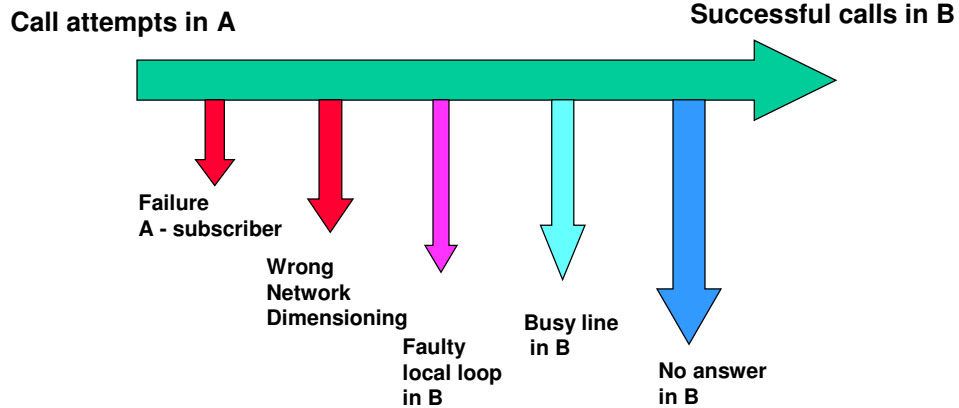 Call attempts in A
Successful calls in B
Failure
A - subscriber
Wrong
Network
Dimensioning
Faulty
local loop
in B
Busy line
in B
No answer
in B